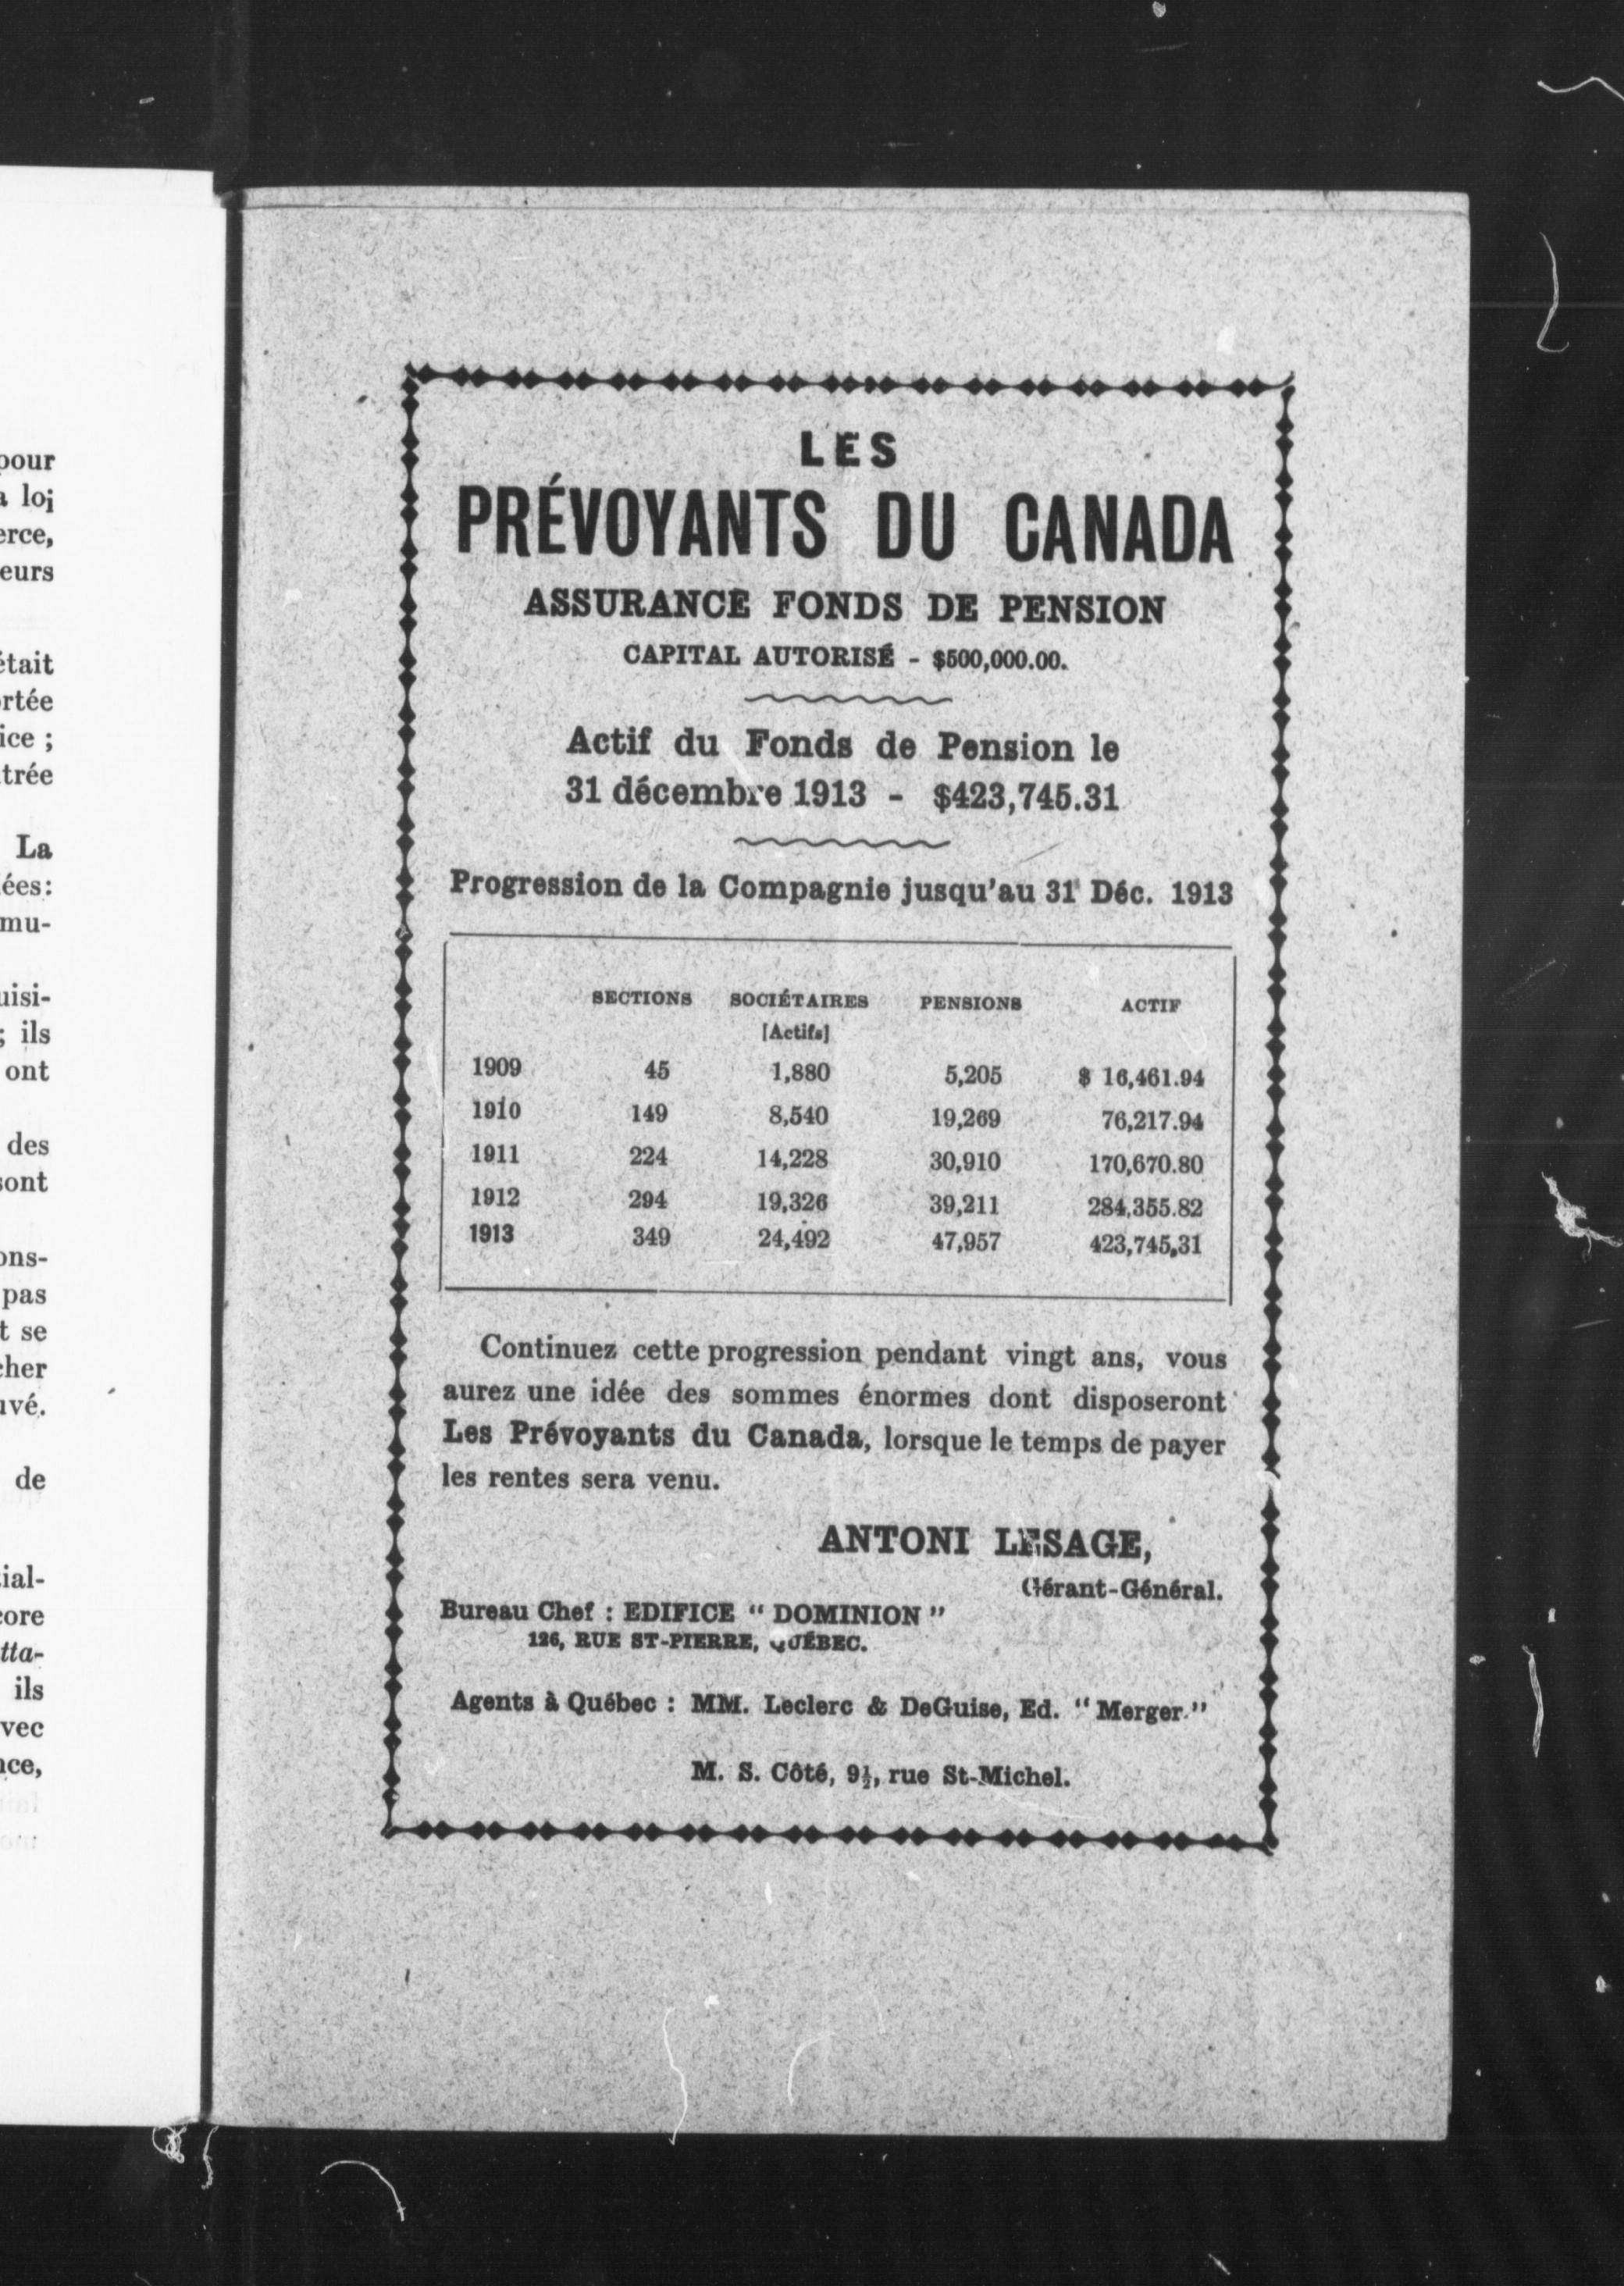 pour
loi
erce,
eurs
était
ortée
ice ;
trée
La
ées:
mu-
uisi-
; ils
ont
des
sont
ons-
pas
t se
cher
uvé.
de
tial-
core
tta-
ils
vec
nce,
LES
PRÉVOYANTS DU CANADA
ASSURANCE FONDS DE PENSION
CAPITAL AUTORISÉ - $500,000.00.
Actif du Fonds de Pension le
31 décembre 1913 - $423,745.31
Progression de la Compagnie jusqu'au 31 Déc. 1913
SECTIONS SOCIÉTAIRES PENSIONS ACTIF
[Actifs]
1909 45 1,880 5,205 $ 16,461.94
1910 149 8,540 19,269 76,217.94
1911 224 14,228 30,910 170,670.80
1912 294 19,326 39,211 284,355.82
1913 349 24,492 47,957 423,745,31
Continuez cette progression pendant vingt ans, vous
aurez une idée des sommes énormes dont disposeront
Les Prévoyants du Canada, lorsque le temps de payer
les rentes sera venu.
ANTONI LESAGE,
Gérant-Général.
Bureau Chef : EDIFICE “ DOMINION ”
126, RUE ST-PIERRE, QUÉBEC.
Agents à Québec : MM. Leclerc & DeGuise, Ed. “ Merger.”
M. S. Côté, 9½, rue St-Michel.